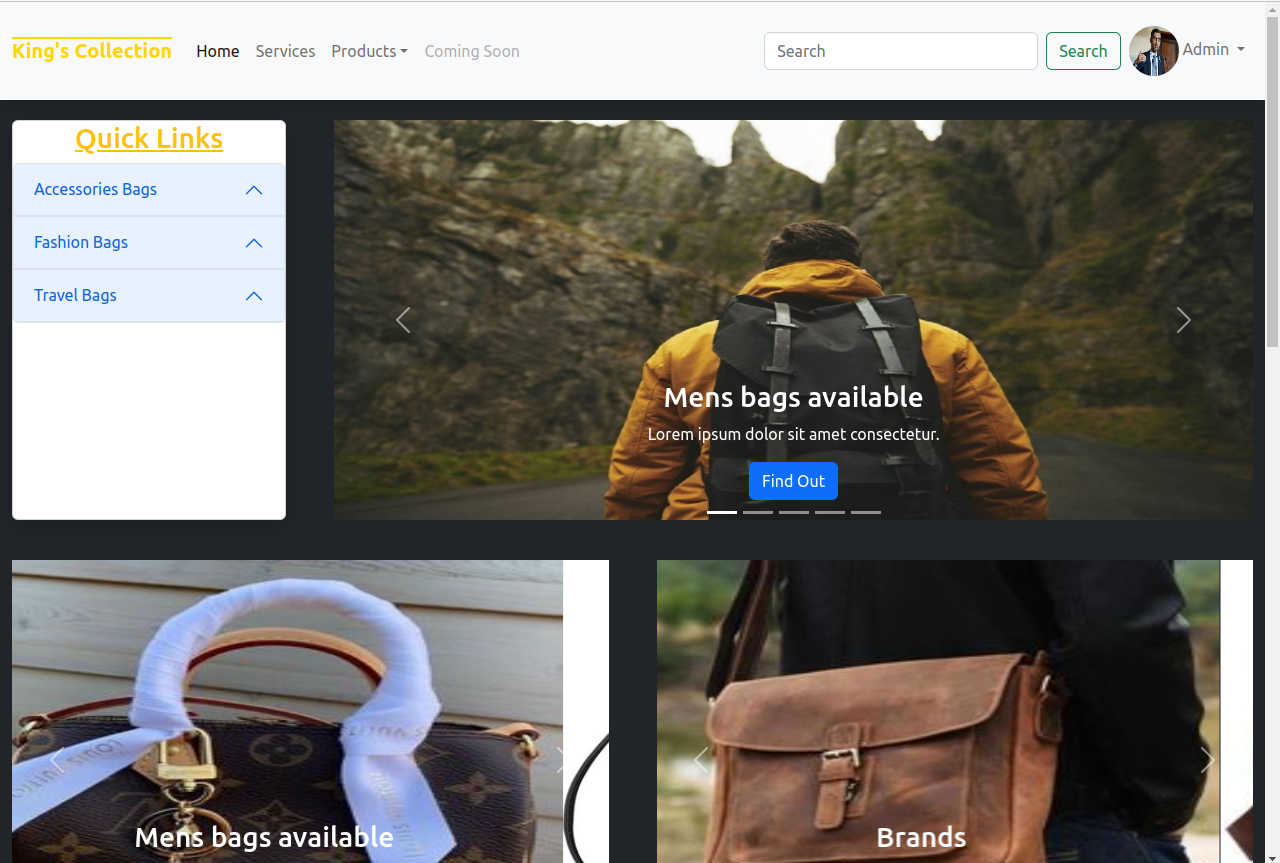 King's Collection
Home
Services
Products
Coming Soon
Search
Search
Admin
Quick Links
Accessories Bags
Fashion Bags
Travel Bags
Mens bags available
Lorem ipsum dolor sit amet consectetur.
Find Out
Mens bags available
Brands